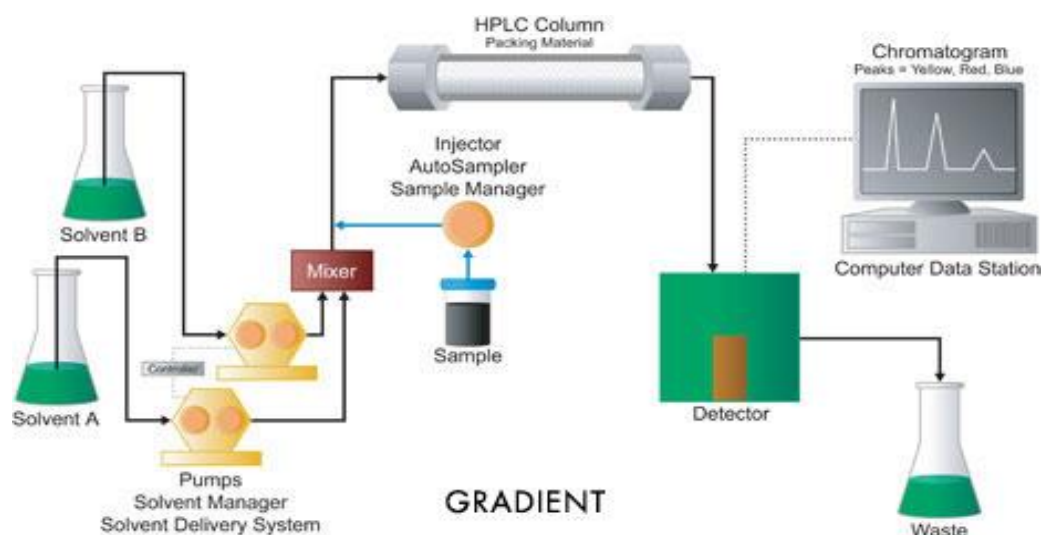 HPLC Column
Packing Material
Chromatogram
Peaks = Yellow, Red, Blue
Injector
AutoSampler
Sample Manager
Solvent B
Mixer
Computer Data Station
Sample
Controller
Solvent A
Detector
Pumps
Solvent Manager
Solvent Delivery System
GRADIENT
Waste